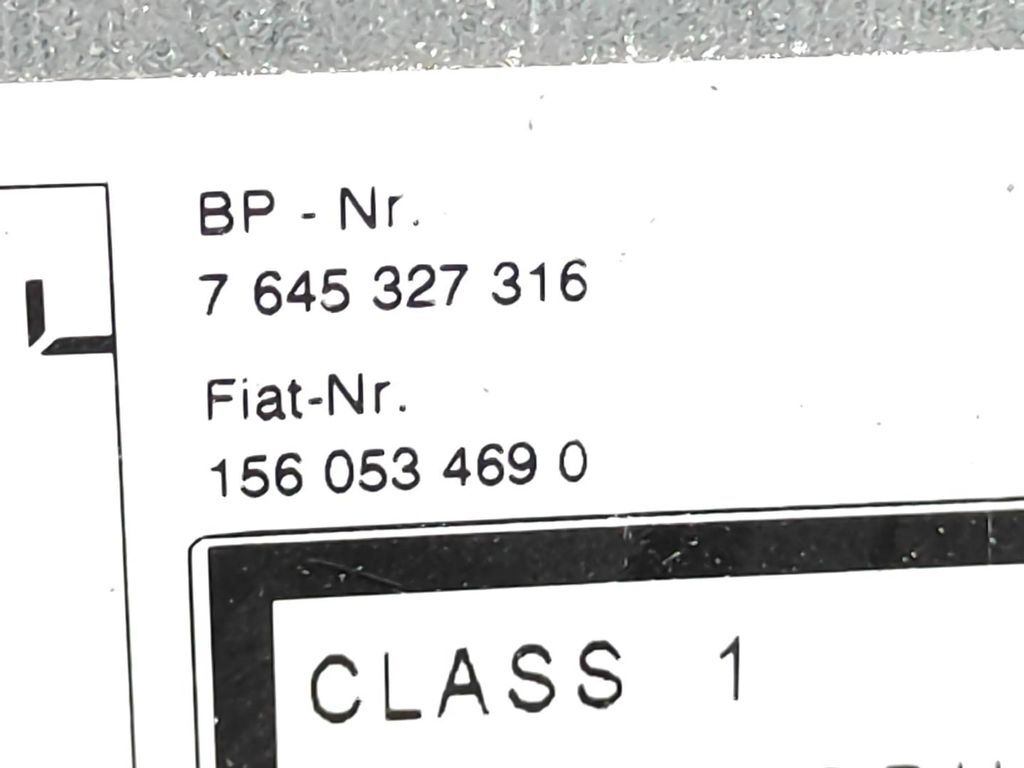 BP - Nr.
7 645 327 316
Fiat-Nr.
156 053 469 0
CLASS 1